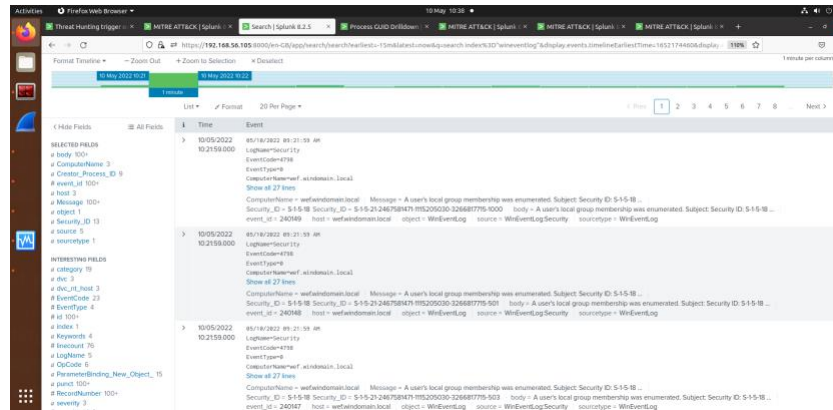 Activities Firefox Web Browser 10 May 10:38
Threat Hunting trigger MITRE ATT&CK | Splunk Search | Splunk 8.2.5 Process GUID Drilldown | MITRE ATT&CK | Splunk MITRE ATT&CK | Splunk MITRE ATT&CK | Splunk
https://192.168.56.105:8000/en-GB/app/search/search?earliest=-15m&latest=now&q=search index%3D"wineventlog"&display.events.timelineEarliestTime=1652174460&display 110%
Format Timeline – Zoom Out + Zoom to Selection × Deselect 1 minute per column
10 May 2022 10:21 10 May 2022 10:22
1 minute
List Format 20 Per Page < Prev 1 2 3 4 5 6 7 8 ... Next >
< Hide Fields All Fields i Time Event
SELECTED FIELDS
a body 100+
a ComputerName 3
a Creator_Process_ID 9
# event_id 100+
a host 3
a Message 100+
a object 1
a Security_ID 13
a source 5
a sourcetype 1
INTERESTING FIELDS
a category 19
a dvc 3
a dvc_nt_host 3
# EventCode 23
# EventType 4
# id 100+
a index 1
a Keywords 4
# linecount 76
a LogName 5
a OpCode 6
a ParameterBinding_New_Object_ 15
a punct 100+
# RecordNumber 100+
a severity 3
> 10/05/2022 05/10/2022 09:21:59 AM
10:21:59.000 LogName=Security
EventCode=4798
EventType=0
ComputerName=wef.windomain.local
Show all 27 lines
ComputerName = wef.windomain.local Message = A user's local group membership was enumerated. Subject: Security ID: S-1-5-18 ...
Security_ID = S-1-5-18 Security_ID = S-1-5-21-2467581471-1115205030-3266817715-1000 body = A user's local group membership was enumerated. Subject: Security ID: S-1-5-18 ...
event_id = 240149 host = wef.windomain.local object = WinEventLog source = WinEventLog:Security sourcetype = WinEventLog
> 10/05/2022 05/10/2022 09:21:59 AM
10:21:59.000 LogName=Security
EventCode=4798
EventType=0
ComputerName=wef.windomain.local
Show all 27 lines
ComputerName = wef.windomain.local Message = A user's local group membership was enumerated. Subject: Security ID: S-1-5-18 ...
Security_ID = S-1-5-18 Security_ID = S-1-5-21-2467581471-1115205030-3266817715-501 body = A user's local group membership was enumerated. Subject: Security ID: S-1-5-18 ...
event_id = 240148 host = wef.windomain.local object = WinEventLog source = WinEventLog:Security sourcetype = WinEventLog
> 10/05/2022 05/10/2022 09:21:59 AM
10:21:59.000 LogName=Security
EventCode=4798
EventType=0
ComputerName=wef.windomain.local
Show all 27 lines
ComputerName = wef.windomain.local Message = A user's local group membership was enumerated. Subject: Security ID: S-1-5-18 ...
Security_ID = S-1-5-18 Security_ID = S-1-5-21-2467581471-1115205030-3266817715-503 body = A user's local group membership was enumerated. Subject: Security ID: S-1-5-18 ...
event_id = 240147 host = wef.windomain.local object = WinEventLog source = WinEventLog:Security sourcetype = WinEventLog